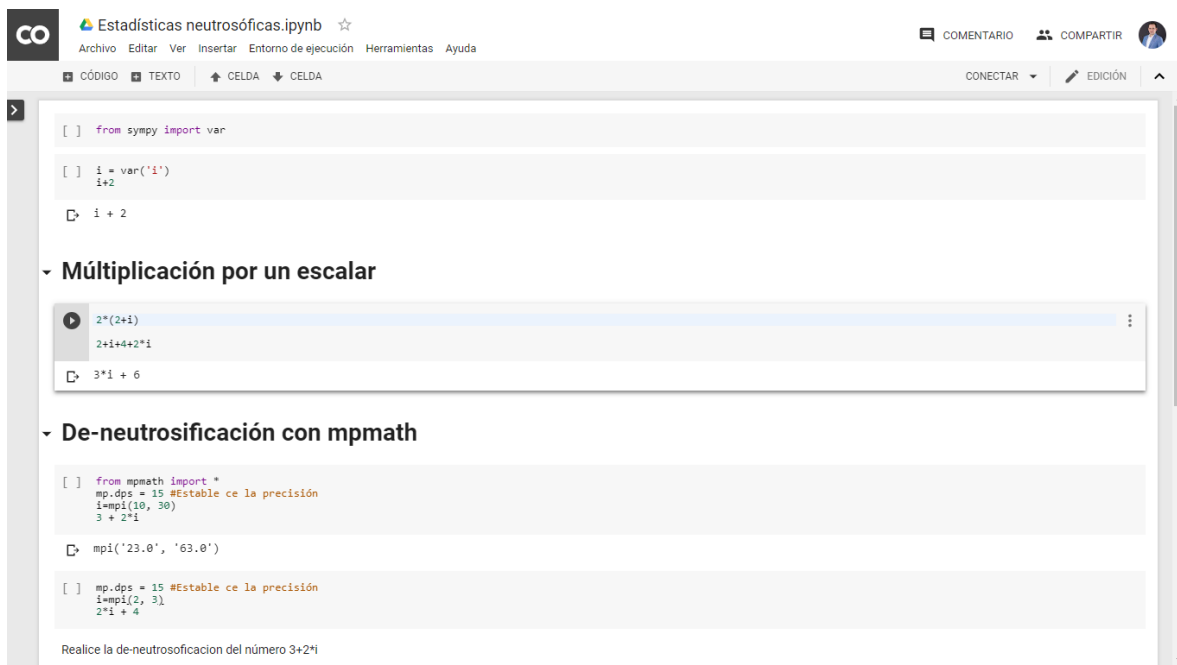 CO
Estadísticas neutrosóficas.ipynb
Archivo Editar Ver Insertar Entorno de ejecución Herramientas Ayuda
COMENTARIO COMPARTIR
CÓDIGO TEXTO CELDA CELDA
CONECTAR EDICIÓN
[ ] from sympy import var
[ ] i = var('i')
i+2
i + 2
Múltiplicación por un escalar
2*(2+i)
2+i+4+2*i
3*i + 6
De-neutrosificación con mpmath
[ ] from mpmath import *
mp.dps = 15 #Estable ce la precisión
i=mpi(10, 30)
3 + 2*i
mpi('23.0', '63.0')
[ ] mp.dps = 15 #Estable ce la precisión
i=mpi(2, 3)
2*i + 4
Realice la de-neutrosoficacion del número 3+2*i